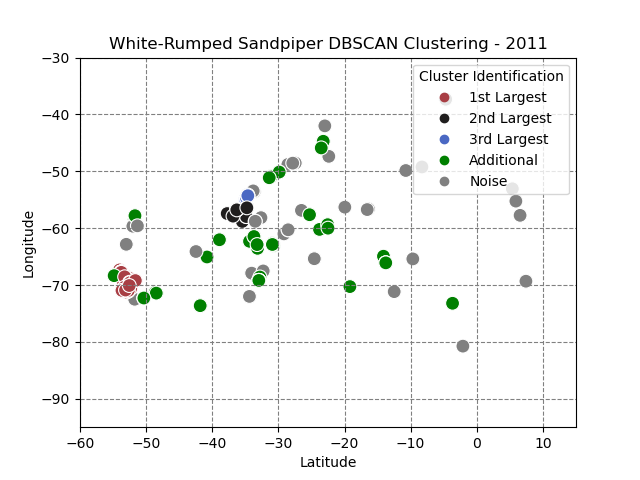 White-Rumped Sandpiper DBSCAN Clustering - 2011
Cluster Identification
1st Largest
2nd Largest
3rd Largest
Additional
Noise
−30
−40
−50
−60
−70
−80
−90
Longitude
−60 −50 −40 −30 −20 −10 0 10
Latitude